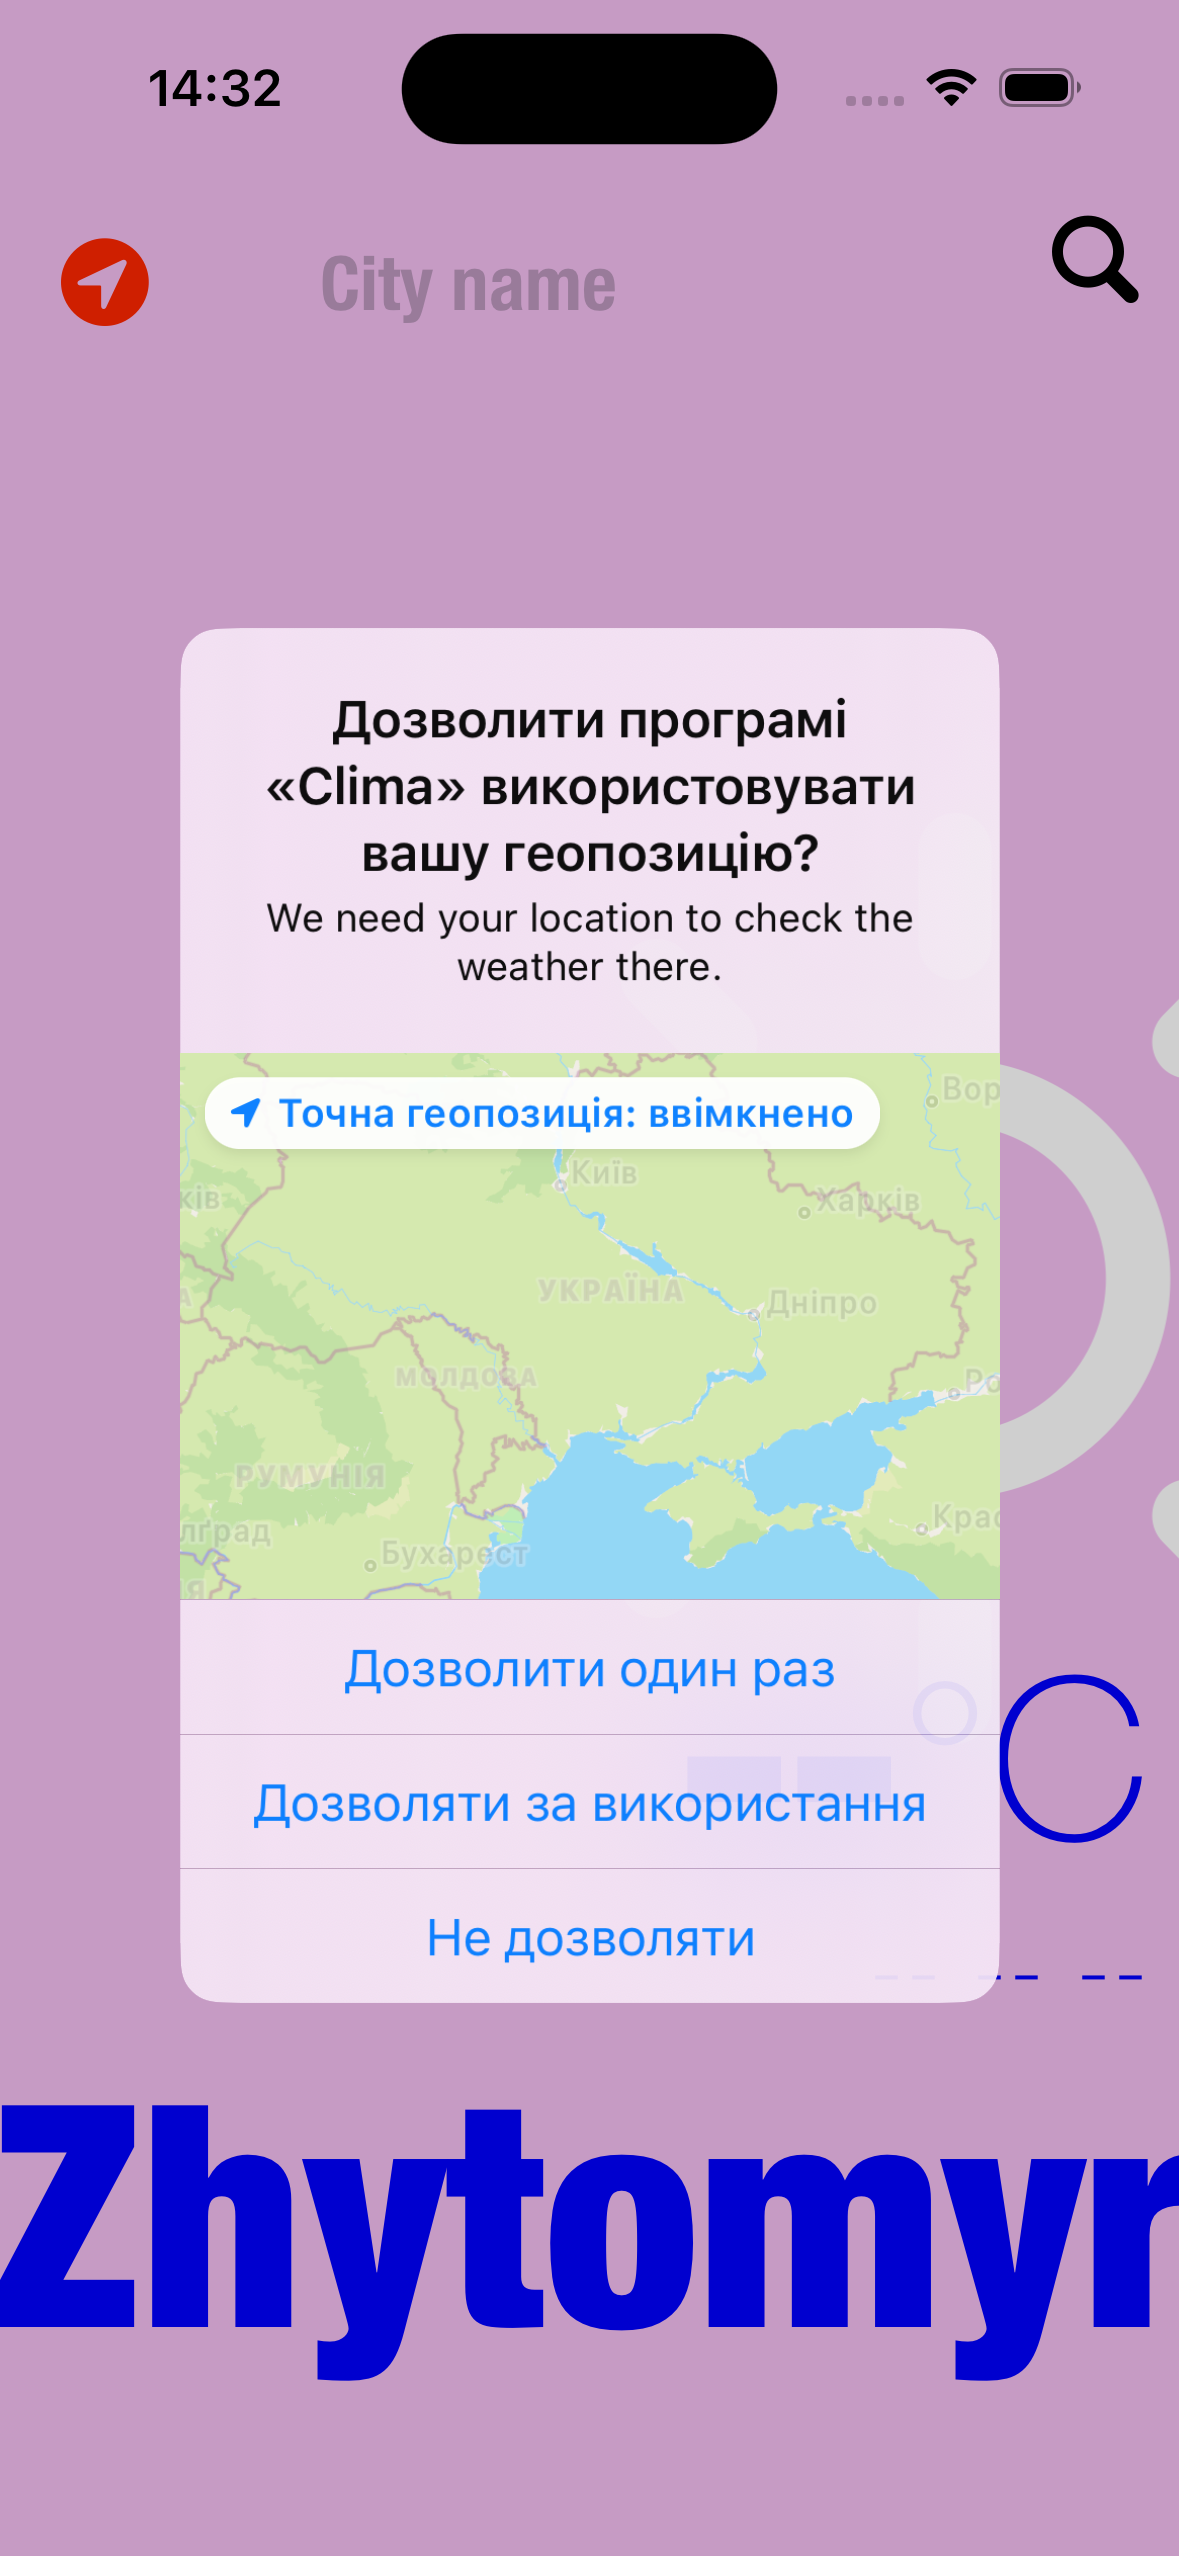 14:32
City name
Дозволити програмі
«Clima» використовувати
вашу геопозицію?
We need your location to check the
weather there.
Точна геопозиція: ввімкнено
Вор
Київ
ків
Харків
УКРАЇНА
Дніпро
МОЛДОВА
Ро
РУМУНІЯ
Крас
лґрад
Бухарест
Дозволити один раз
°C
Дозволяти за використання
Не дозволяти
-- -- --
Zhytomyr